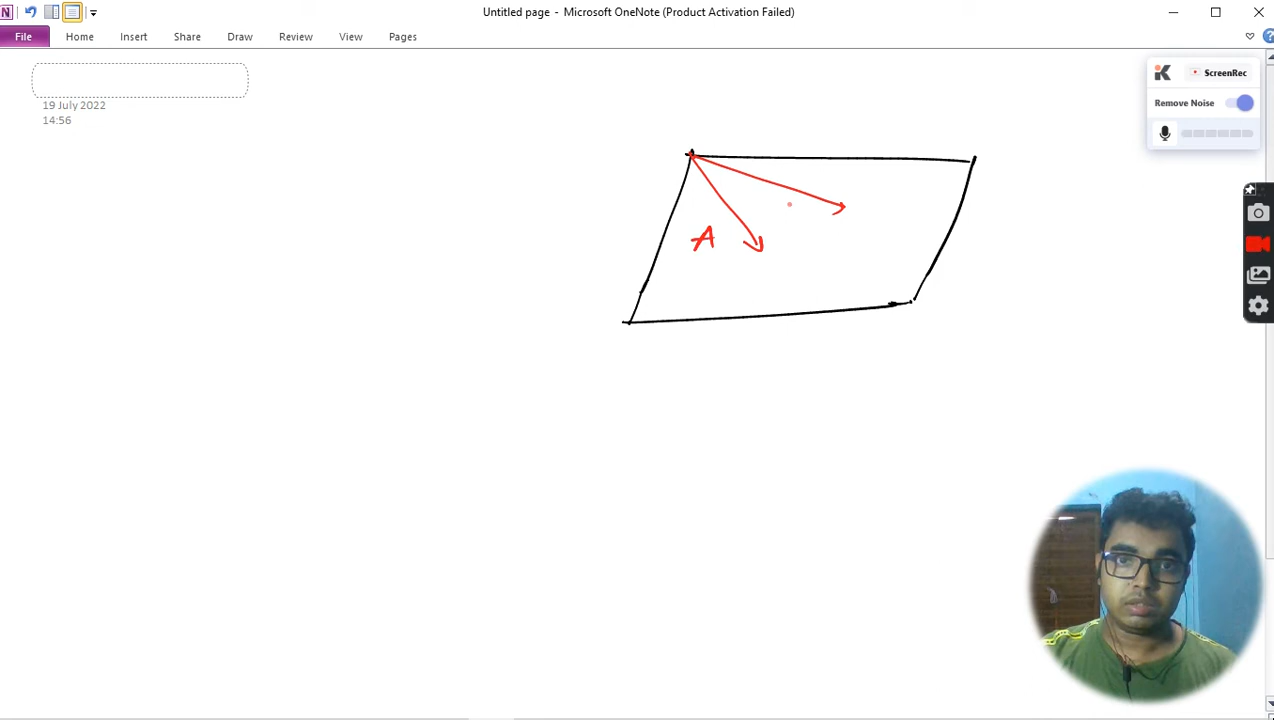 Untitled page - Microsoft OneNote (Product Activation Failed)
File Home Insert Share Draw Review View Pages
19 July 2022
14:56
ScreenRec
Remove Noise
A